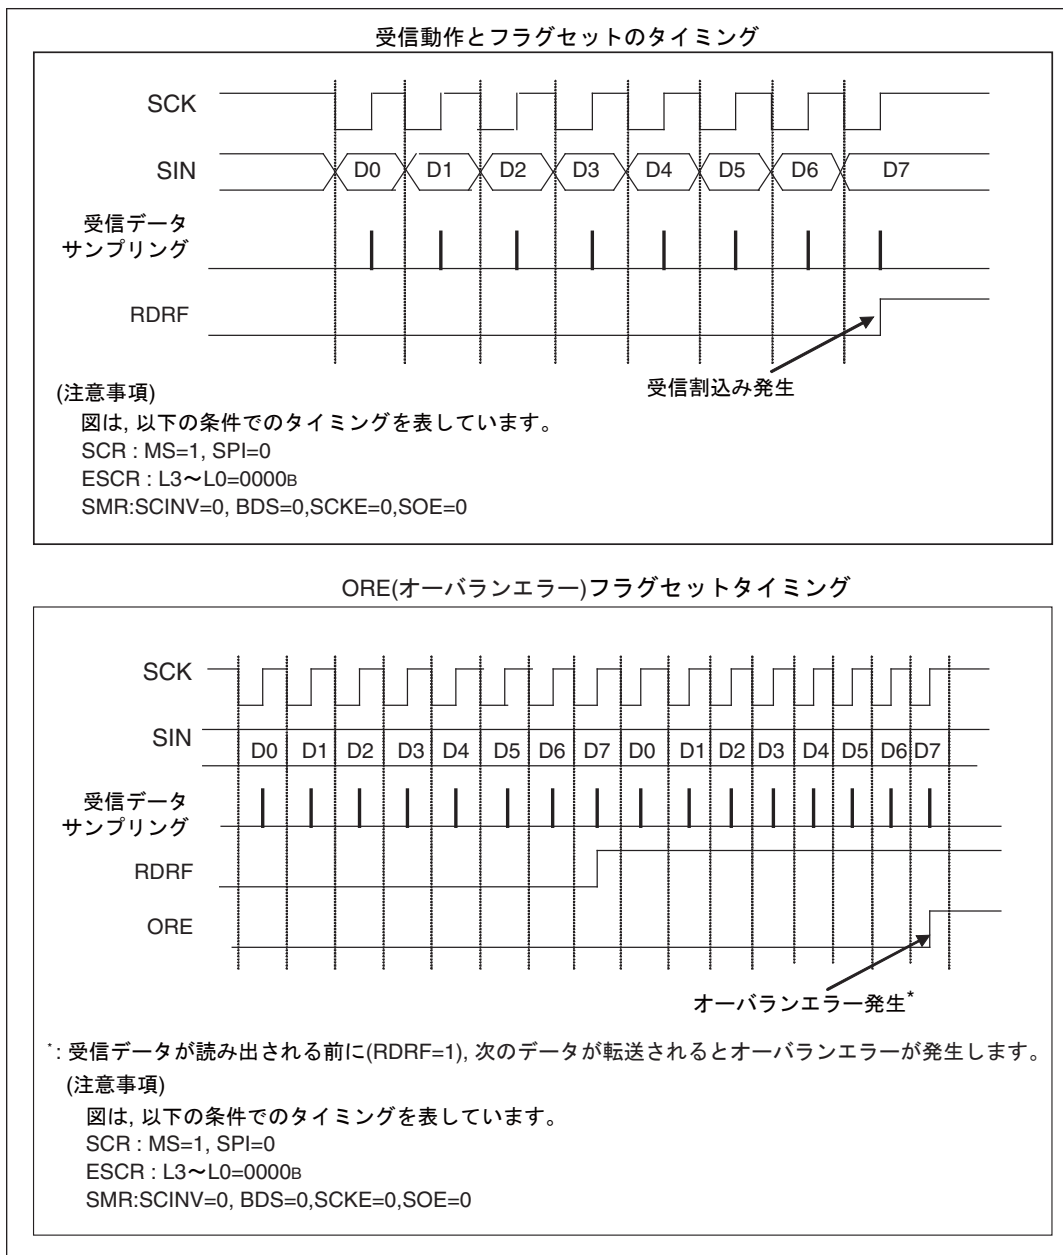 受信動作とフラグセットのタイミング
SCK
SIN
D0 D1 D2 D3 D4 D5 D6 D7
受信データ
サンプリング
RDRF
受信割込み発生
(注意事項)
図は, 以下の条件でのタイミングを表しています。
SCR : MS=1, SPI=0
ESCR : L3〜L0=0000B
SMR:SCINV=0, BDS=0,SCKE=0,SOE=0
ORE(オーバランエラー)フラグセットタイミング
SCK
SIN
D0 D1 D2 D3 D4 D5 D6 D7 D0 D1 D2 D3 D4 D5 D6 D7
受信データ
サンプリング
RDRF
ORE
オーバランエラー発生*
*: 受信データが読み出される前に(RDRF=1), 次のデータが転送されるとオーバランエラーが発生します。
(注意事項)
図は, 以下の条件でのタイミングを表しています。
SCR : MS=1, SPI=0
ESCR : L3〜L0=0000B
SMR:SCINV=0, BDS=0,SCKE=0,SOE=0